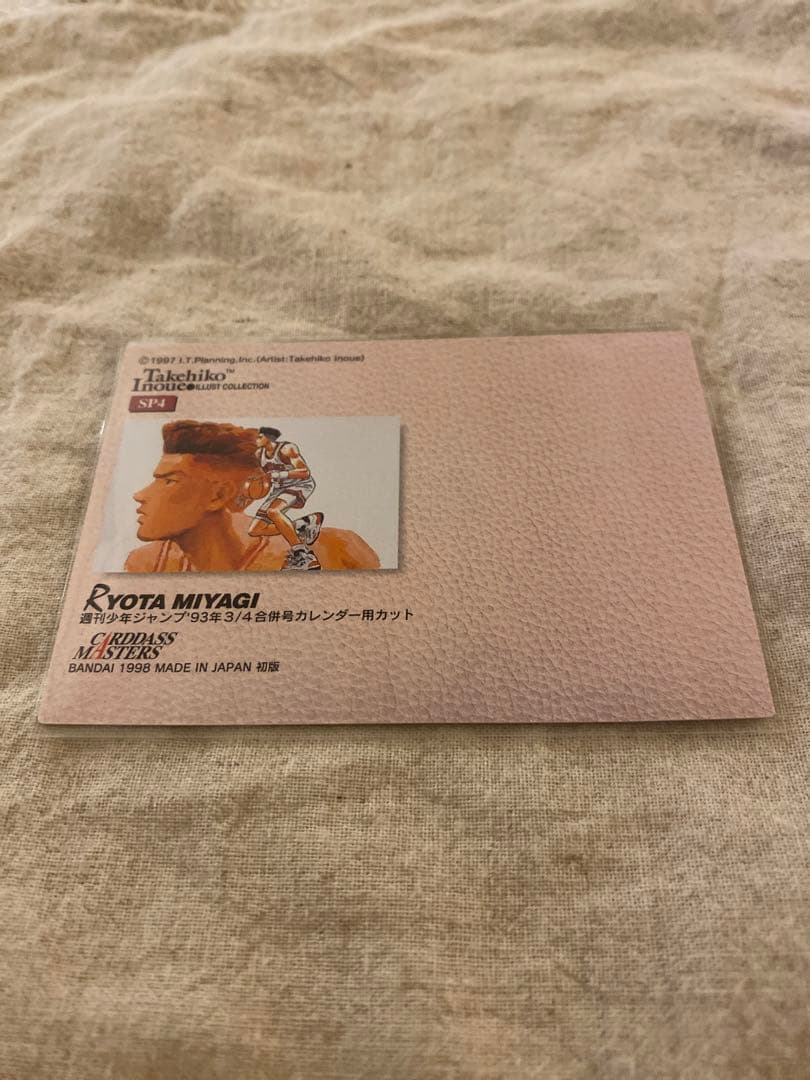 ©1997 I.T.Planning,Inc.(Artist:Takehiko Inoue)
Takehiko™
Inoue●ILLUST COLLECTION
SP4
RYOTA MIYAGI
週刊少年ジャンプ'93年3/4合併号カレンダー用カット
CARDDASS
MASTERS
BANDAI 1998 MADE IN JAPAN 初版